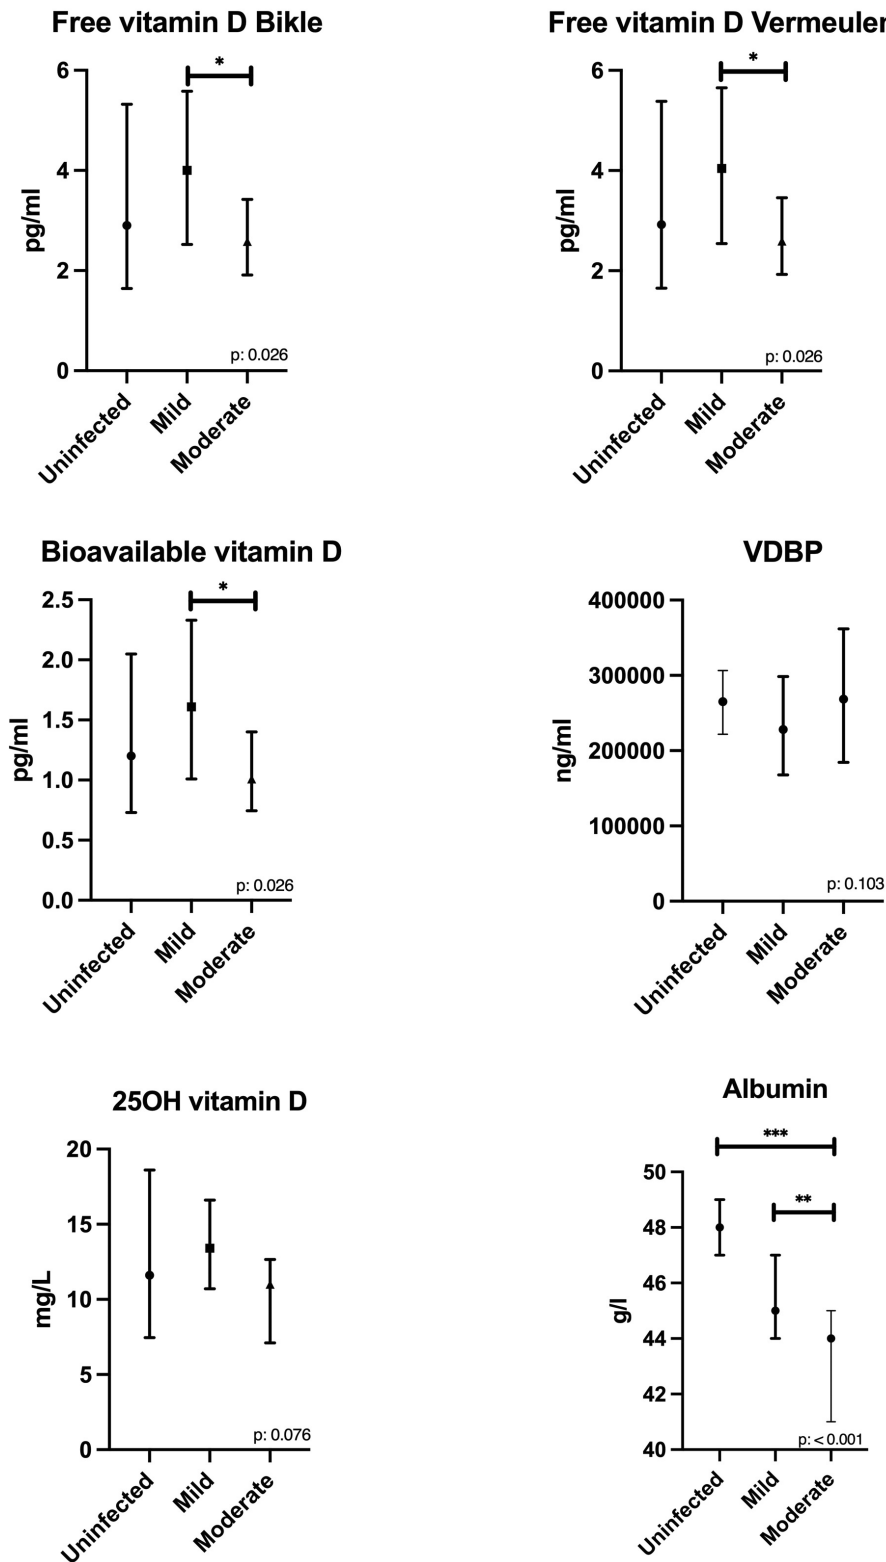 Free vitamin D Bikle
*
6
4
2
0
pg/ml
p: 0.026
Uninfected
Mild
Moderate
Free vitamin D Vermeulen
*
6
4
2
0
pg/ml
p: 0.026
Uninfected
Mild
Moderate
Bioavailable vitamin D
*
2.5
2.0
1.5
1.0
0.5
0.0
pg/ml
p: 0.026
Uninfected
Mild
Moderate
VDBP
400000
300000
200000
100000
0
ng/ml
p: 0.103
Uninfected
Mild
Moderate
25OH vitamin D
20
15
10
5
0
mg/L
p: 0.076
Uninfected
Mild
Moderate
Albumin
***
**
50
48
46
44
42
40
g/l
p: < 0.001
Uninfected
Mild
Moderate